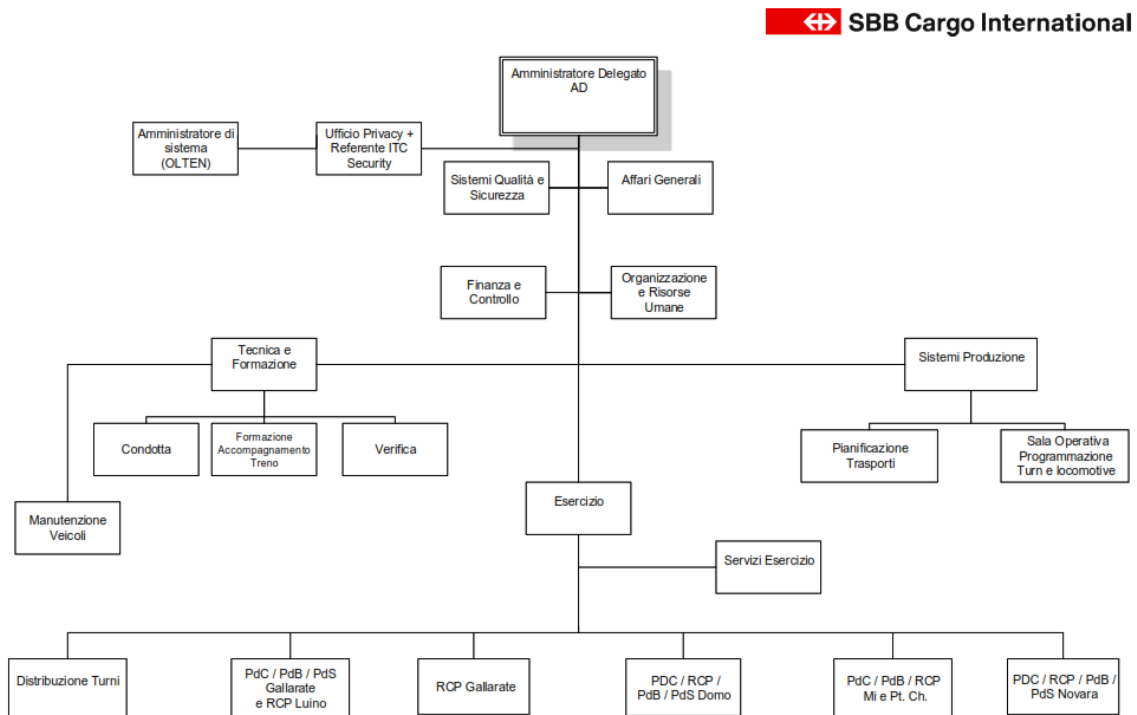 SBB Cargo International
Amministratore Delegato
AD
Amministratore di
sistema
(OLTEN)
Ufficio Privacy +
Referente ITC
Security
Sistemi Qualità e
Sicurezza
Affari Generali
Finanza e
Controllo
Organizzazione
e Risorse
Umane
Tecnica e
Formazione
Sistemi Produzione
Condotta
Formazione
Accompagnamento
Treno
Verifica
Pianificazione
Trasporti
Sala Operativa
Programmazione
Turn e locomotive
Manutenzione
Veicoli
Esercizio
Servizi Esercizio
Distribuzione Turni
PdC / PdB / PdS
Gallarate
e RCP Luino
RCP Gallarate
PDC / RCP /
PdB / PdS Domo
PdC / PdB / RCP
Mi e Pt. Ch.
PDC / RCP / PdB /
PdS Novara